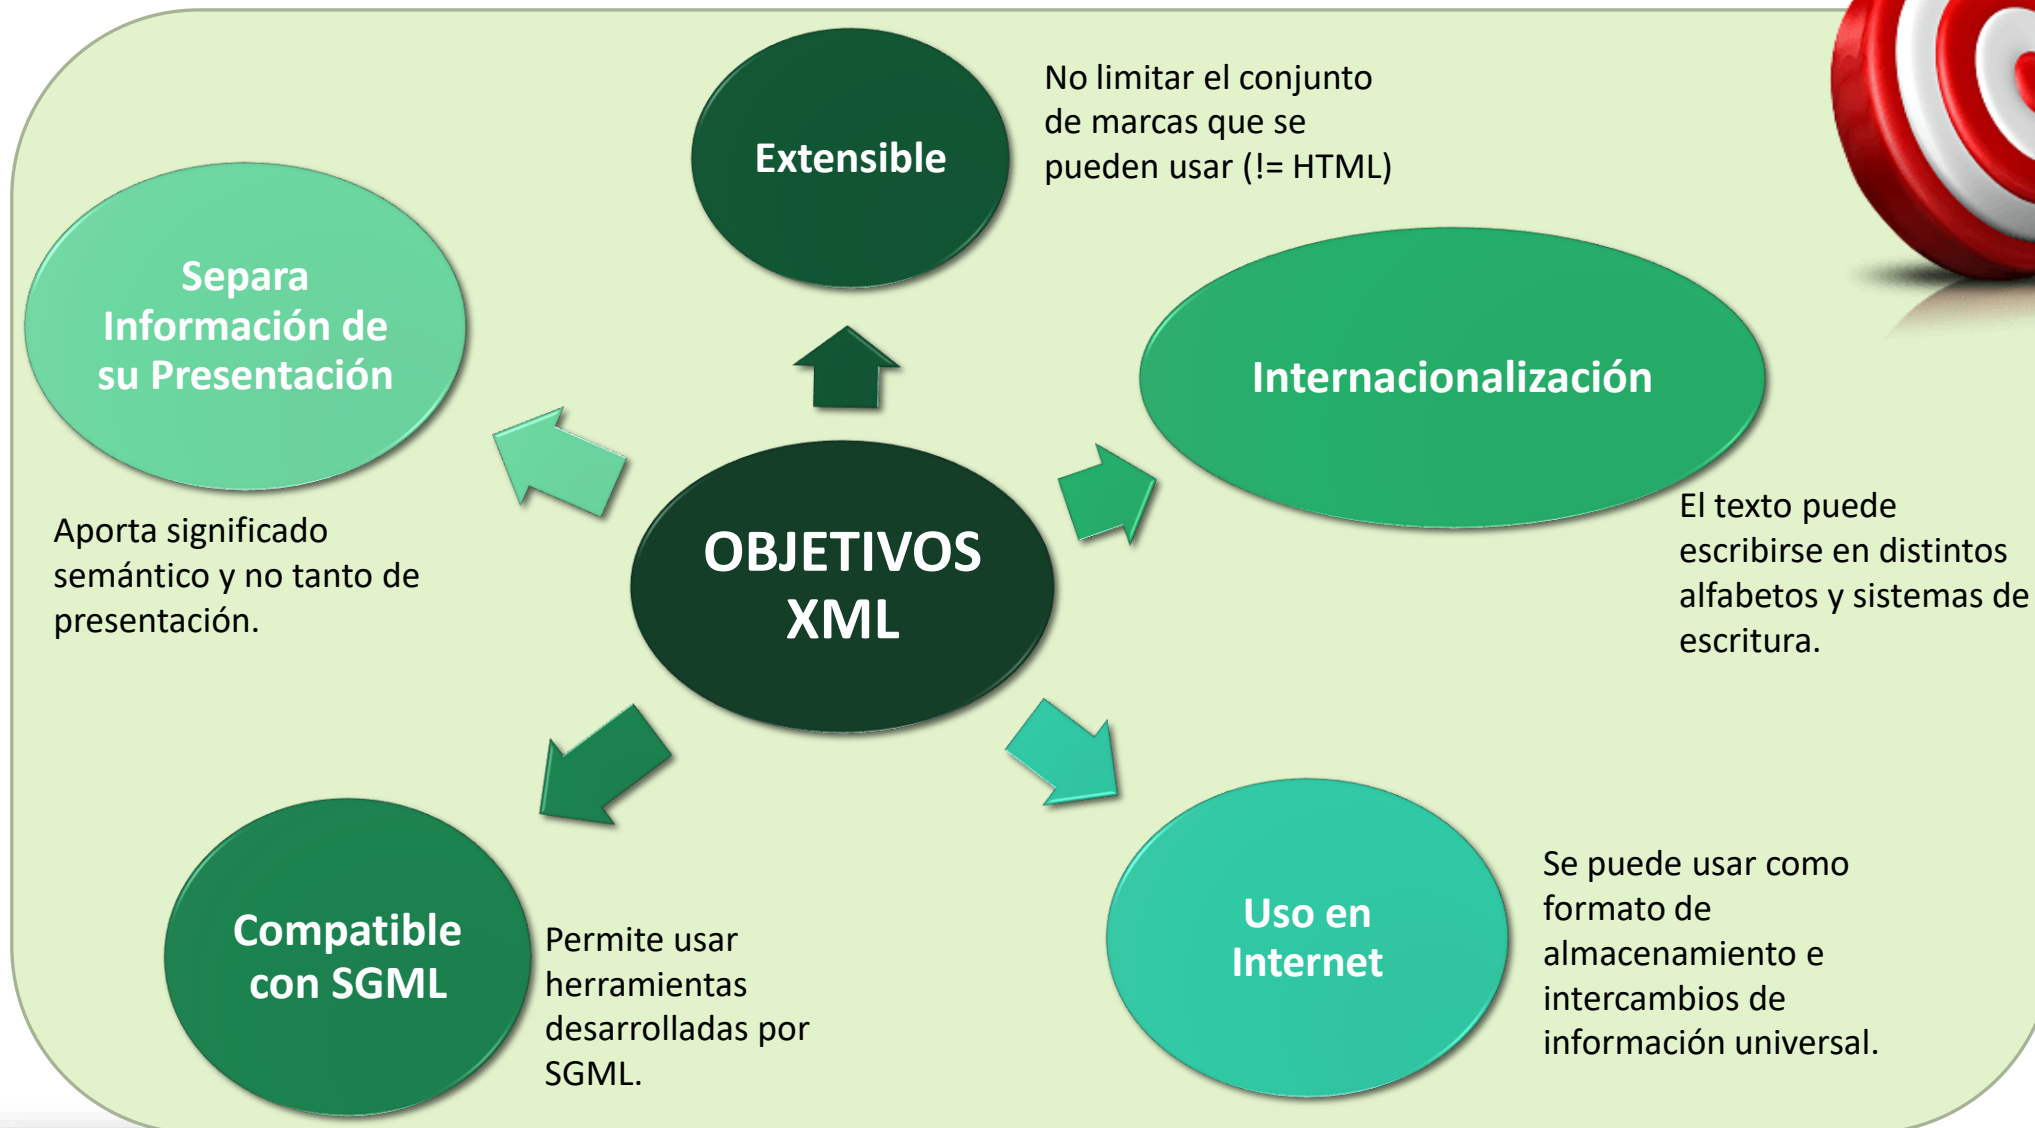 Extensible
No limitar el conjunto
de marcas que se
pueden usar (!= HTML)
Separa
Información de
su Presentación
Aporta significado
semántico y no tanto de
presentación.
Internacionalización
El texto puede
escribirse en distintos
alfabetos y sistemas de
escritura.
OBJETIVOS
XML
Compatible
con SGML
Permite usar
herramientas
desarrolladas por
SGML.
Uso en
Internet
Se puede usar como
formato de
almacenamiento e
intercambios de
información universal.